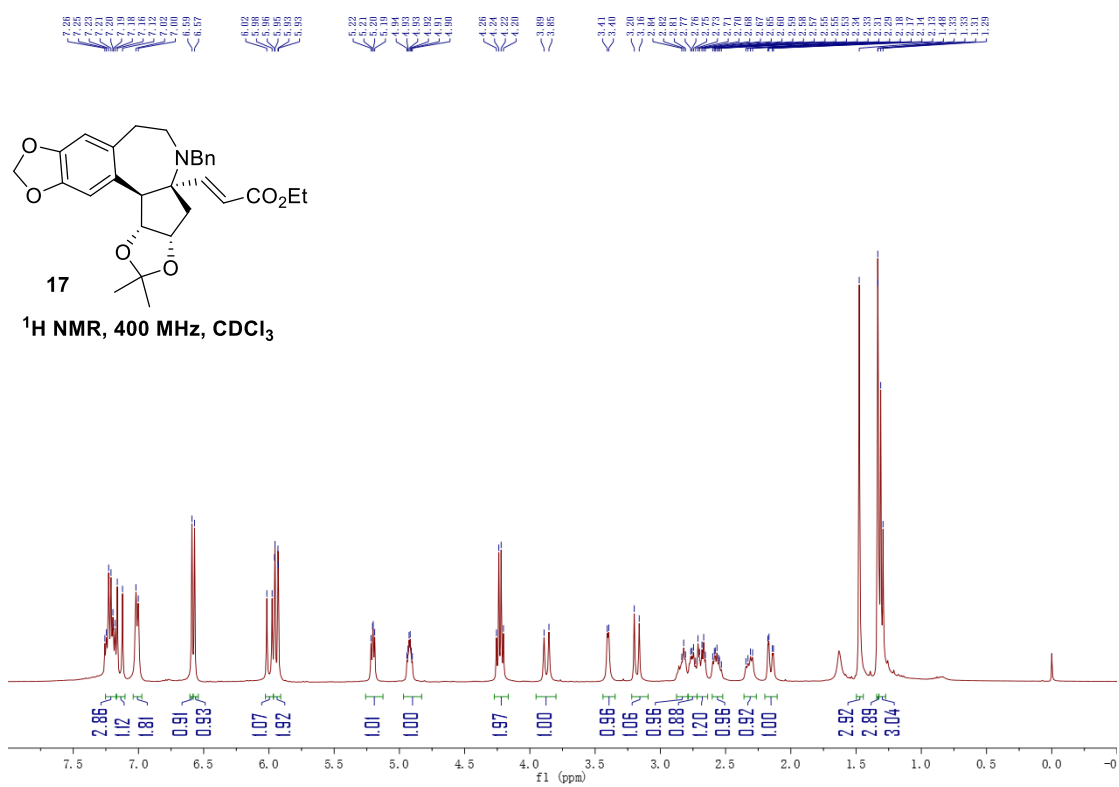 7.26 7.25 7.23 7.21 7.20 7.19 7.18 7.16 7.12 7.02 7.00 6.59 6.57 6.02 5.98 5.96 5.95 5.93 5.93 5.22 5.21 5.20 5.19 4.94 4.93 4.93 4.92 4.91 4.90 4.26 4.24 4.22 4.20 3.89 3.85 3.41 3.40 3.20 3.16 2.84 2.82 2.81 2.77 2.76 2.75 2.73 2.71 2.70 2.68 2.67 2.65 2.60 2.59 2.58 2.57 2.55 2.55 2.53 2.34 2.33 2.31 2.29 2.18 2.17 2.14 2.13 1.48 1.33 1.33 1.31 1.29
O
O
NBn
CO2Et
O
O
17
1H NMR, 400 MHz, CDCl3
2.86 1.12 1.81 0.91 0.93 1.07 1.92 1.01 1.00 1.97 1.00 0.96 1.06 0.96 0.88 1.20 0.96 0.92 1.00 2.92 2.89 3.04
7.5 7.0 6.5 6.0 5.5 5.0 4.5 4.0 3.5 3.0 2.5 2.0 1.5 1.0 0.5 0.0 -0
f1 (ppm)